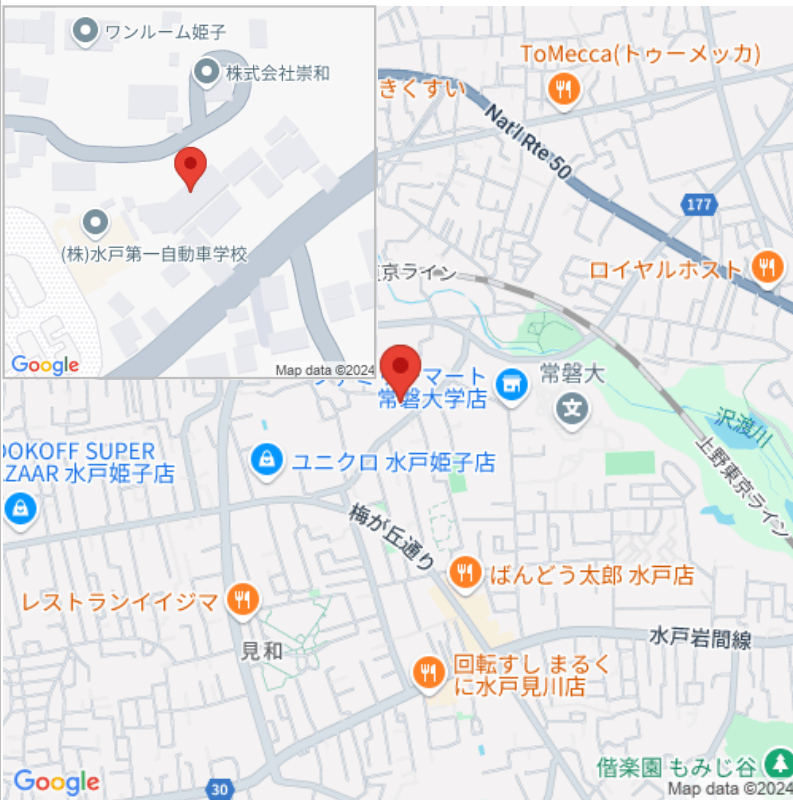 ワンルーム姫子
株式会社崇和
(株)水戸第一自動車学校
Google
Map data ©2024
ToMecca(トゥーメッカ)
きくすい
Nat'l Rte 50
177
ロイヤルホスト
京ライン
マート
常磐大学店
常磐大
沢渡川
上野東京ライン
OOKOFF SUPER
ZAAR 水戸姫子店
ユニクロ 水戸姫子店
梅が丘通り
ばんどう太郎 水戸店
レストランイイジマ
見和
水戸岩間線
回転すし まるく
に水戸見川店
偕楽園 もみじ谷
30
Google
Map data ©2024